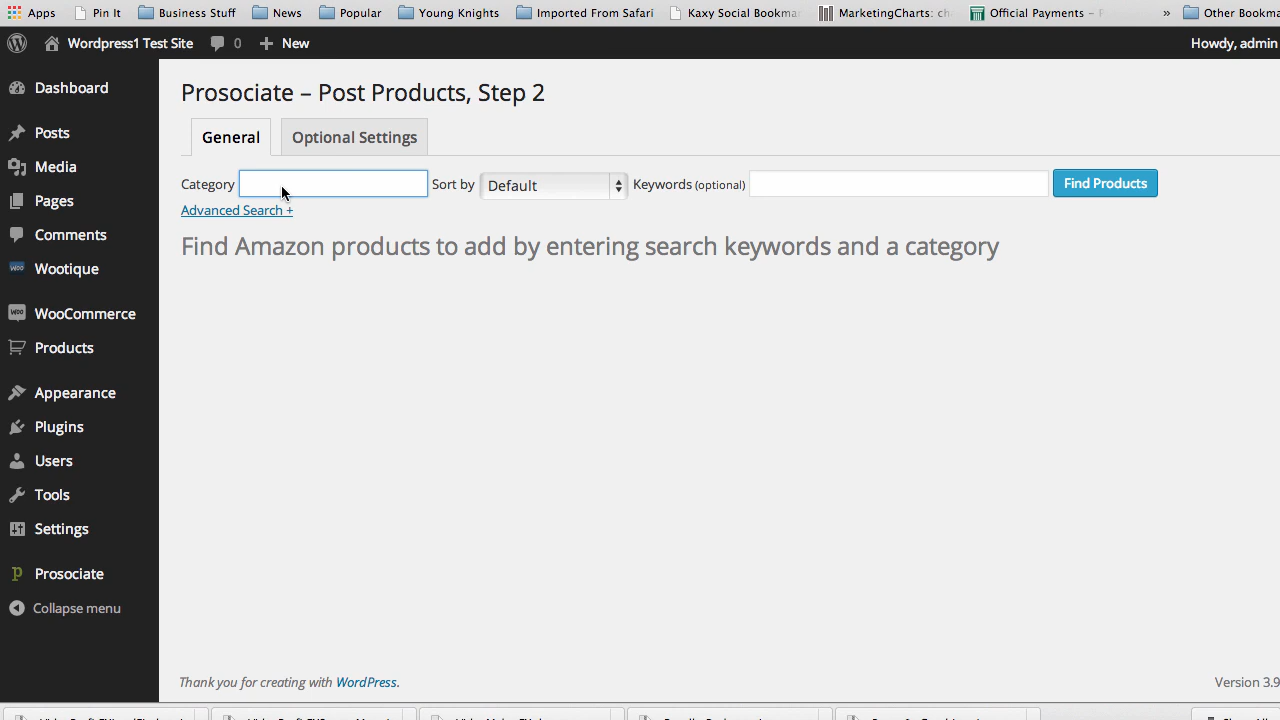 Apps Pin It Business Stuff News Popular Young Knights Imported From Safari Kaxy Social Bookma MarketingCharts: ch Official Payments – P » Other Bookma
Wordpress1 Test Site 0 + New Howdy, admin
Dashboard
Posts
Media
Pages
Comments
Wootique
WooCommerce
Products
Appearance
Plugins
Users
Tools
Settings
Prosociate
Collapse menu
Prosociate – Post Products, Step 2
General Optional Settings
Category Sort by Default Keywords (optional) Find Products
Advanced Search +
Find Amazon products to add by entering search keywords and a category
Thank you for creating with WordPress. Version 3.9